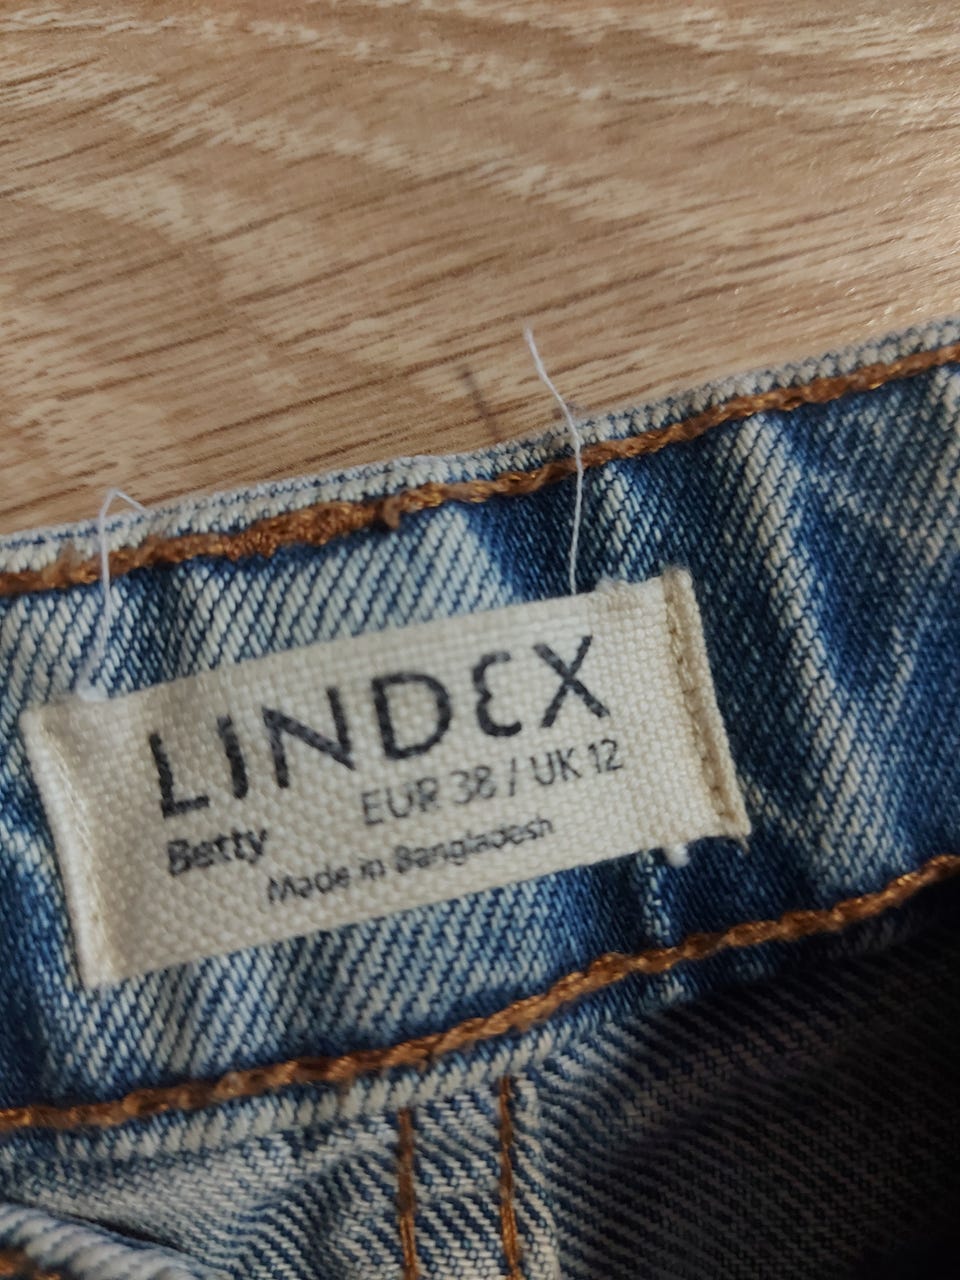 LINDEX
EUR 38 / UK 12
Betty
Made in Bangladesh